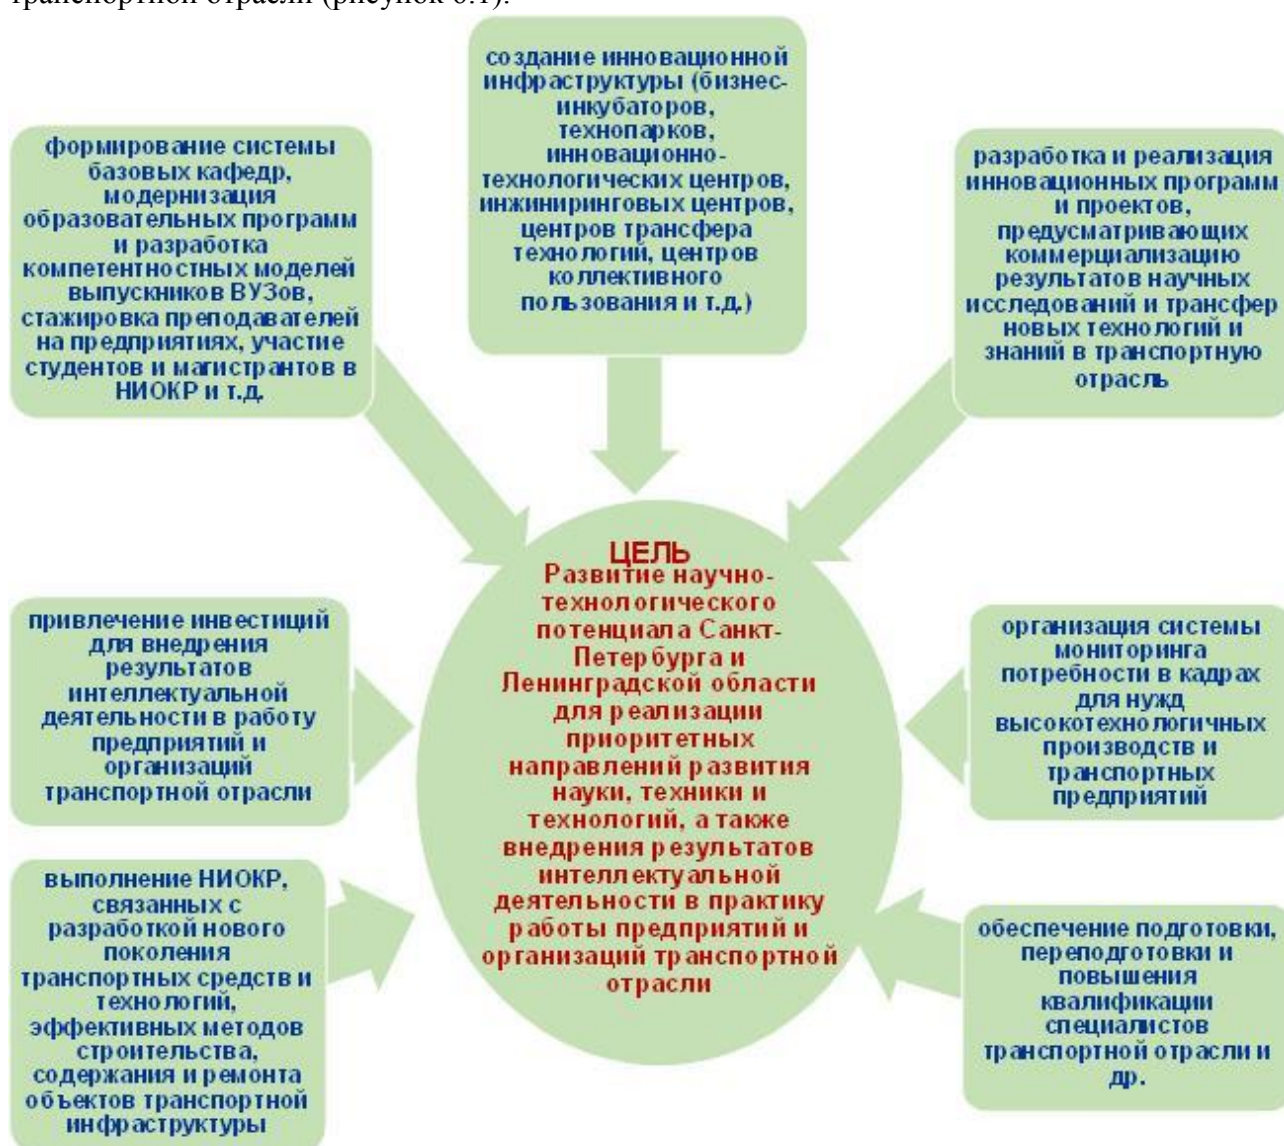 транспортной отрасли (рисунок 6.1).
создание инновационной
инфраструктуры (бизнес-
инкубаторов,
технопарков,
инновационно-
технологических центров,
инжиниринговых центров,
центров трансфера
технологий, центров
коллективного
пользования и т.д.)
формирование системы
базовых кафедр,
модернизация
образовательных программ
и разработка
компетентностных моделей
выпускников ВУЗов,
стажировка преподавателей
на предприятиях, участие
студентов и магистрантов в
НИОКР и т.д.
разработка и реализация
инновационных программ
и проектов,
предусматривающих
коммерциализацию
результатов научных
исследований и трансфер
новых технологий и
знаний в транспортную
отрасль
ЦЕЛЬ
Развитие научно-
технологического
потенциала Санкт-
Петербурга и
Ленинградской области
для реализации
приоритетных
направлений развития
науки, техники и
технологий, а также
внедрения результатов
интеллектуальной
деятельности в практику
работы предприятий и
организаций транспортной
отрасли
привлечение инвестиций
для внедрения
результатов
интеллектуальной
деятельности в работу
предприятий и
организаций
транспортной отрасли
организация системы
мониторинга
потребности в кадрах
для нужд
высокотехнологичных
производств и
транспортных
предприятий
выполнение НИОКР,
связанных с
разработкой нового
поколения
транспортных средств и
технологий,
эффективных методов
строительства,
содержания и ремонта
объектов транспортной
инфраструктуры
обеспечение подготовки,
переподготовки и
повышения
квалификации
специалистов
транспортной отрасли и
др.